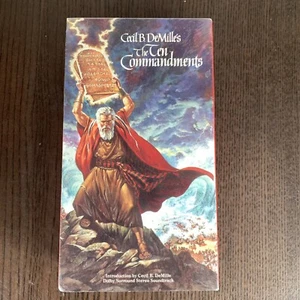 Cecil B. DeMille's
The Ten
Commandments
Introduction by Cecil B. DeMille
Dolby Surround Stereo Soundtrack